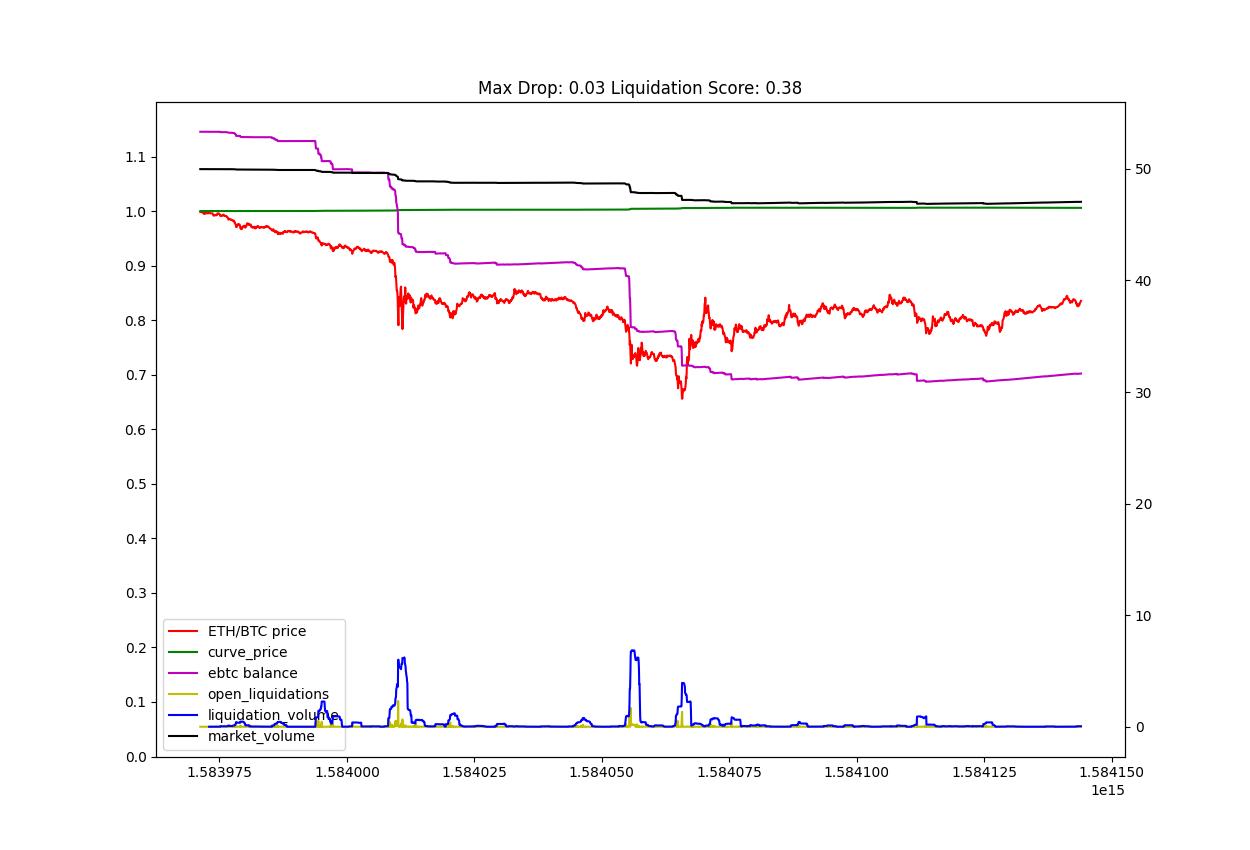 Max Drop: 0.03 Liquidation Score: 0.38
1.1
1.0
0.9
0.8
0.7
0.6
0.5
0.4
0.3
0.2
0.1
0.0
50
40
30
20
10
0
ETH/BTC price
curve_price
ebtc balance
open_liquidations
liquidation_volume
market_volume
1.583975 1.584000 1.584025 1.584050 1.584075 1.584100 1.584125 1.584150
1e15